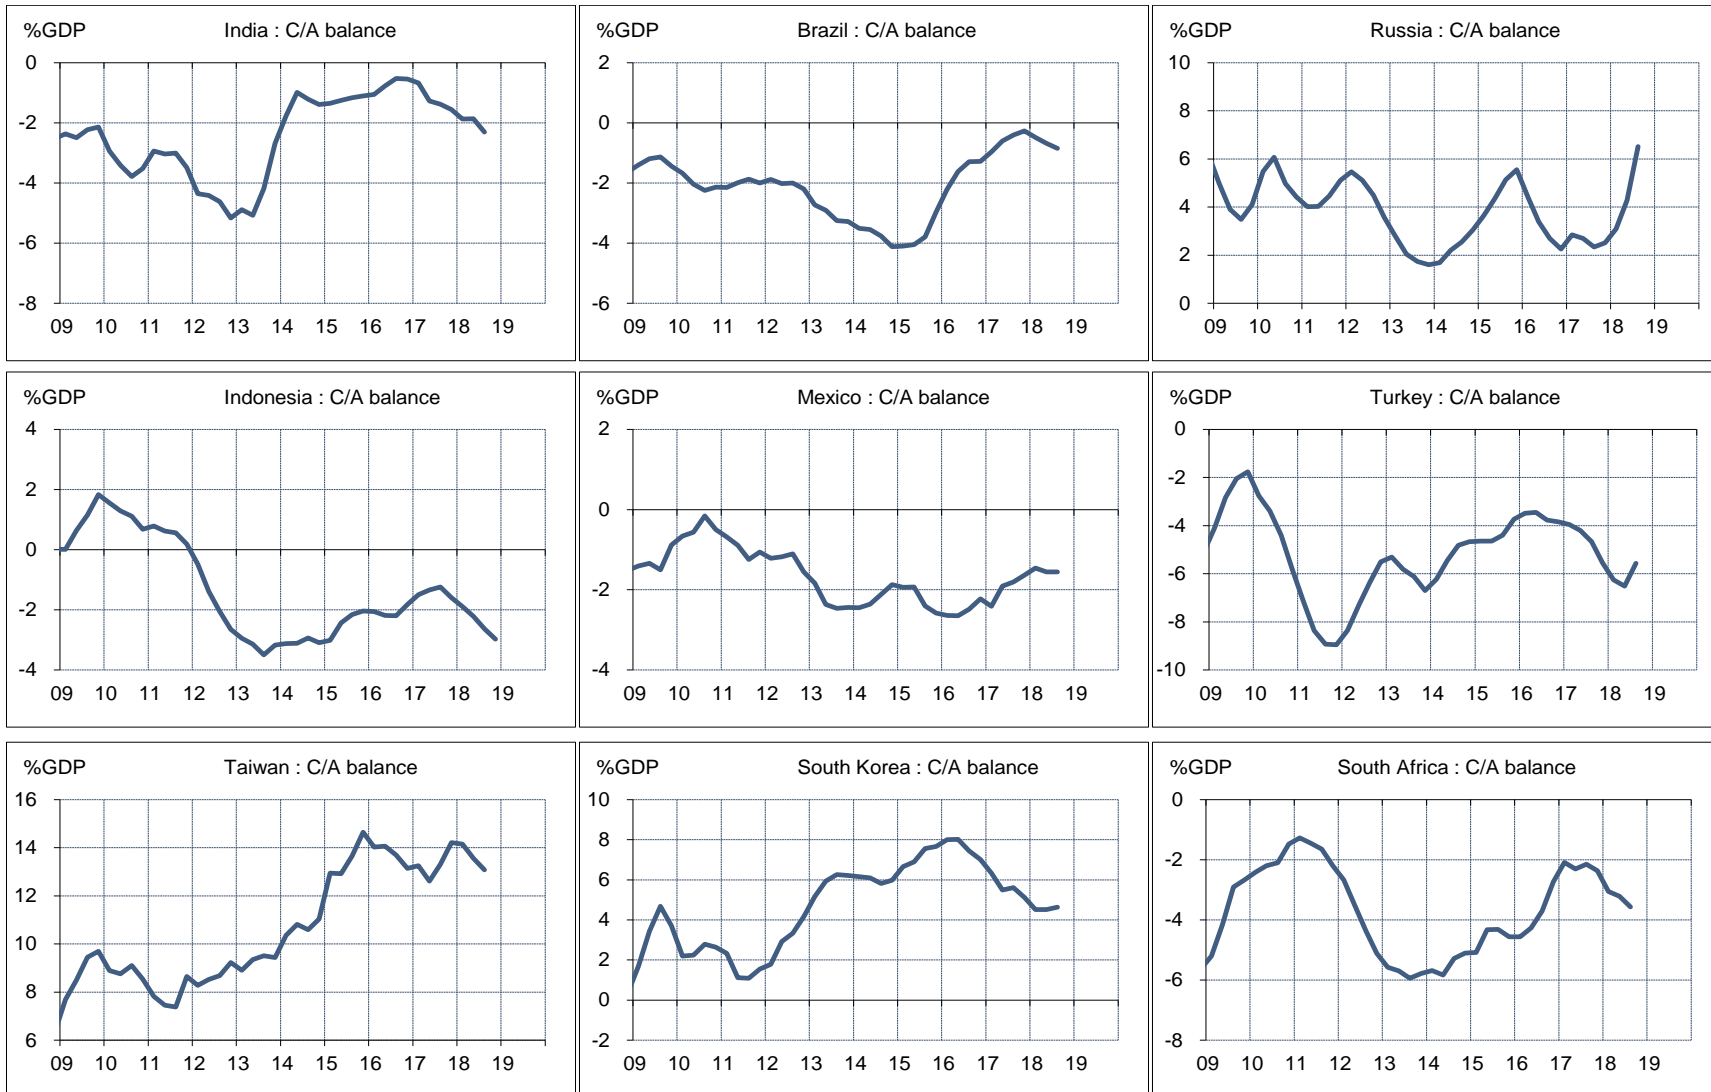 %GDP India : C/A balance
0
-2
-4
-6
-8
09 10 11 12 13 14 15 16 17 18 19
%GDP Brazil : C/A balance
2
0
-2
-4
-6
09 10 11 12 13 14 15 16 17 18 19
%GDP Russia : C/A balance
10
8
6
4
2
0
09 10 11 12 13 14 15 16 17 18 19
%GDP Indonesia : C/A balance
4
2
0
-2
-4
09 10 11 12 13 14 15 16 17 18 19
%GDP Mexico : C/A balance
2
0
-2
-4
09 10 11 12 13 14 15 16 17 18 19
%GDP Turkey : C/A balance
0
-2
-4
-6
-8
-10
09 10 11 12 13 14 15 16 17 18 19
%GDP Taiwan : C/A balance
16
14
12
10
8
6
09 10 11 12 13 14 15 16 17 18 19
%GDP South Korea : C/A balance
10
8
6
4
2
0
-2
09 10 11 12 13 14 15 16 17 18 19
%GDP South Africa : C/A balance
0
-2
-4
-6
-8
09 10 11 12 13 14 15 16 17 18 19